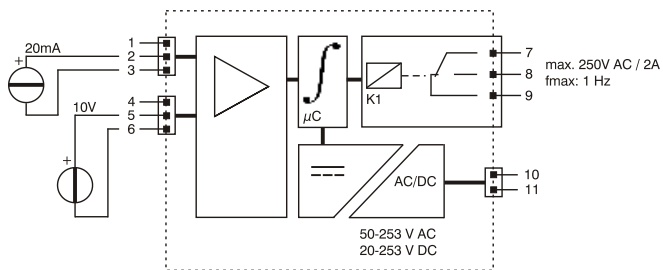 1
20mA
2
+
3
10V
4
5
6
+
µC
K1
7
8
9
max. 250V AC / 2A
fmax: 1 Hz
AC/DC
10
11
50-253 V AC
20-253 V DC